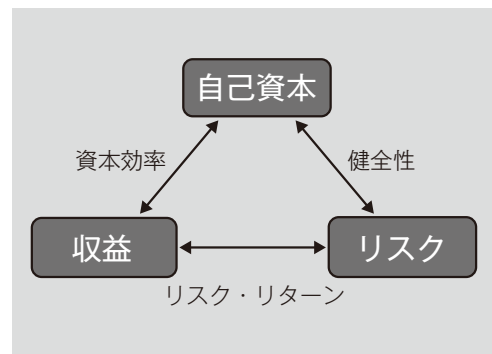 自己資本
資本効率
健全性
収益
リスク
リスク・リターン